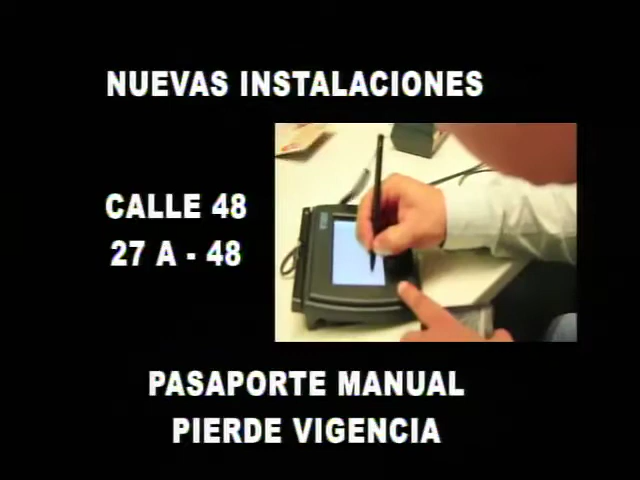 NUEVAS INSTALACIONES
CALLE 48
27 A - 48
PASAPORTE MANUAL
PIERDE VIGENCIA